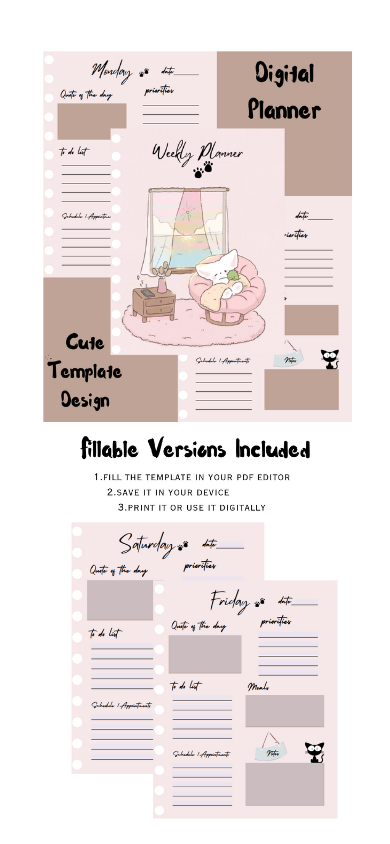 Monday date
Quote of the day priorities
Digital
Planner
to do list
Weekly Planner
Schedule / Appointme
date
iorities
Cute
Template
Design
Schedule / Appointments
Notes
fillable Versions Included
1.FILL THE TEMPLATE IN YOUR PDF EDITOR
2.SAVE IT IN YOUR DEVICE
3.PRINT IT OR USE IT DIGITALLY
Saturday date
Quote of the day priorities
to do list
Schedule / Appointments
Friday date
Quote of the day priorities
to do list Meals
Schedule / Appointments Notes